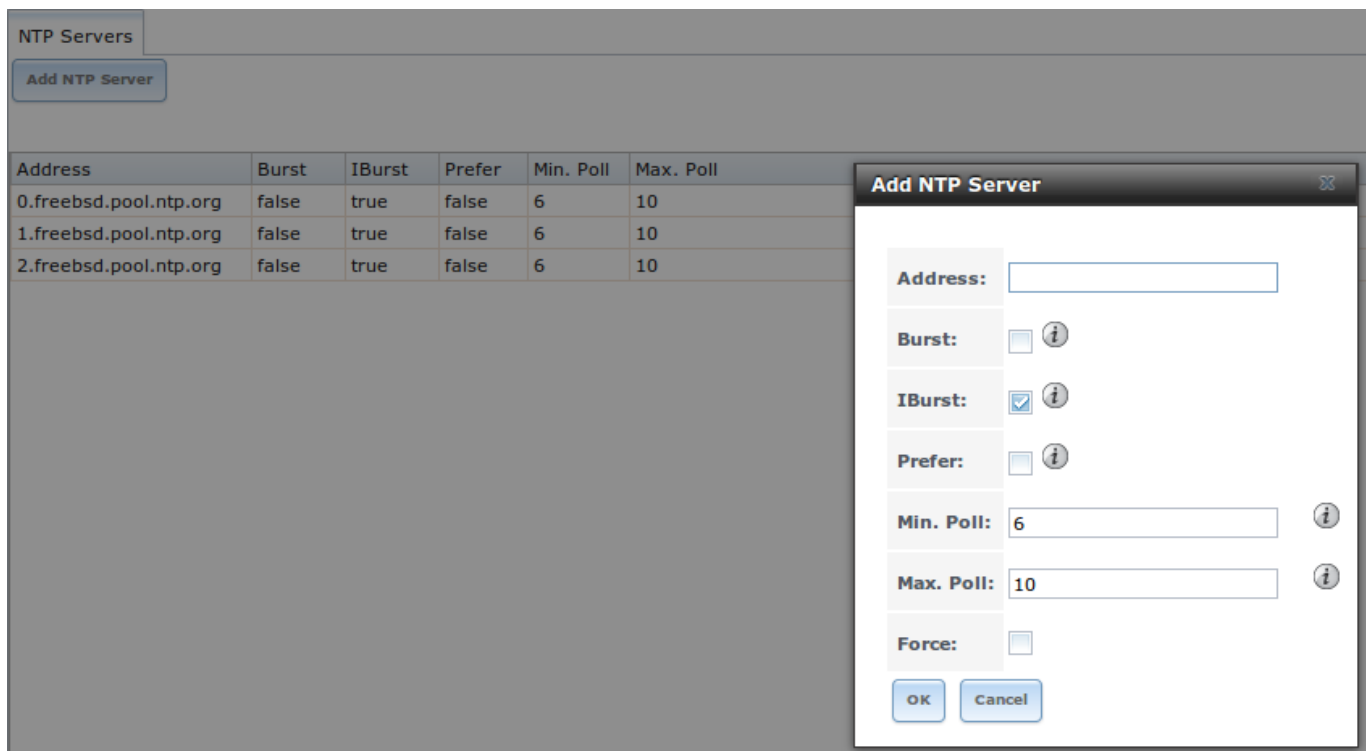 NTP Servers
Add NTP Server
Address Burst IBurst Prefer Min. Poll Max. Poll
0.freebsd.pool.ntp.org false true false 6 10
1.freebsd.pool.ntp.org false true false 6 10
2.freebsd.pool.ntp.org false true false 6 10
Add NTP Server
Address:
Burst:
IBurst:
Prefer:
Min. Poll: 6
Max. Poll: 10
Force:
OK Cancel